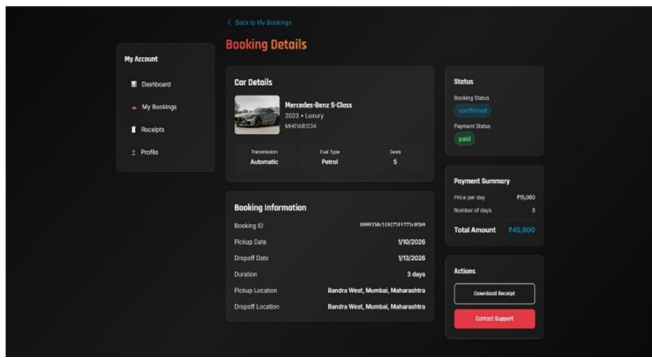 Back to My Bookings
Booking Details
My Account
Dashboard
My Bookings
Receipts
Profile
Car Details
Mercedes-Benz S-Class
2023 • Luxury
Transmission
Automatic
Fuel Type
Petrol
Seats
5
Booking Information
Booking ID
Pickup Date 1/10/2026
Dropoff Date 1/13/2026
Duration 3 days
Pickup Location Bandra West, Mumbai, Maharashtra
Dropoff Location Bandra West, Mumbai, Maharashtra
Status
Booking Status
confirmed
Payment Status
paid
Payment Summary
Price per day ₹15,000
Number of days 3
Total Amount ₹45,000
Actions
Download Receipt
Contact Support